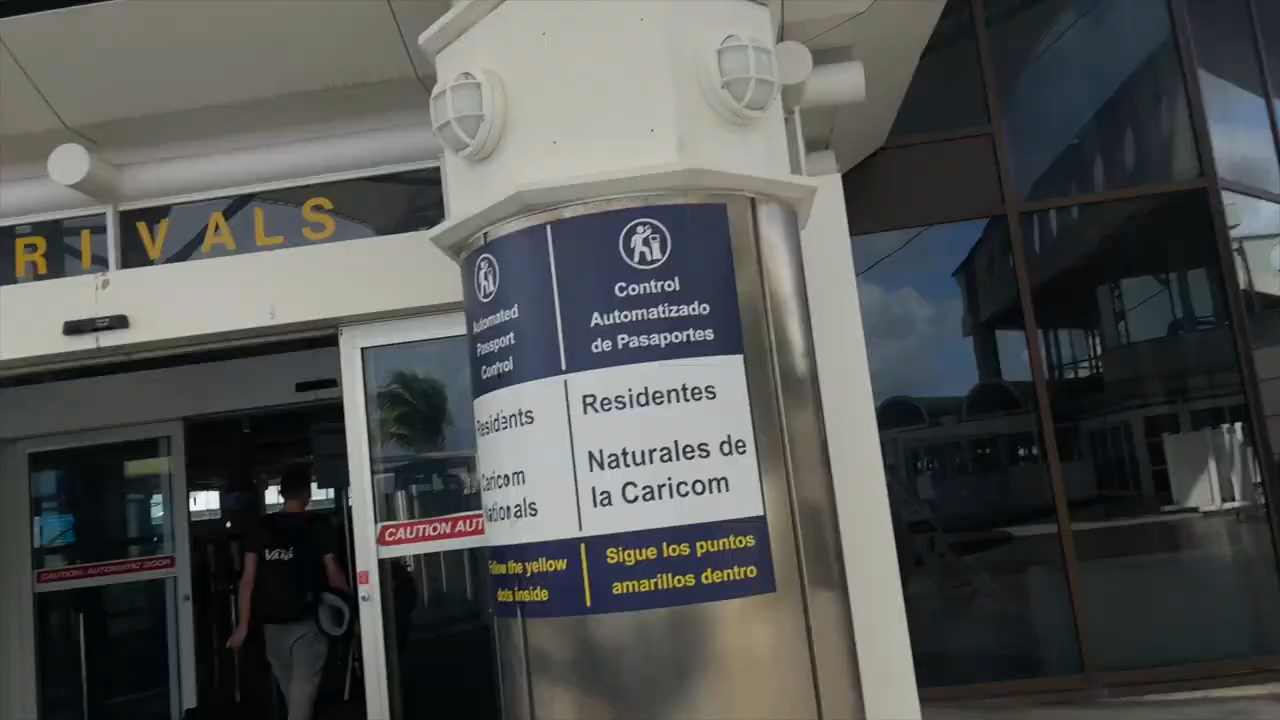 RIVALS
Automated
Passport
Control
Control
Automatizado
de Pasaportes
Residents
Caricom
Nationals
Residentes
Naturales de
la Caricom
Follow the yellow
dots inside
Sigue los puntos
amarillos dentro
CAUTION AUT
CAUTION: AUTOMATIC DOOR
Vans